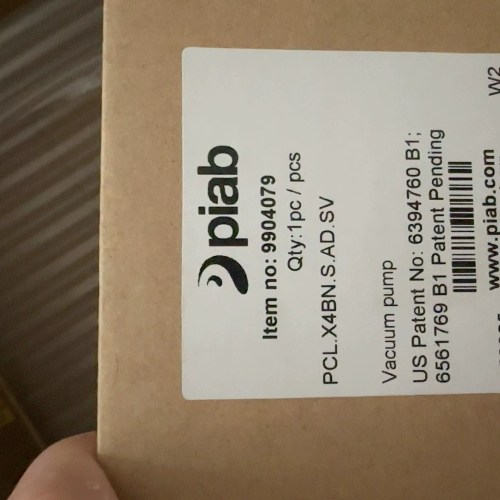 piab
Item no: 9904079
Qty:1pc / pcs
PCL.X4BN.S.AD.SV
Vacuum pump
US Patent No: 6394760 B1;
6561769 B1 Patent Pending
www.piab.com
W2